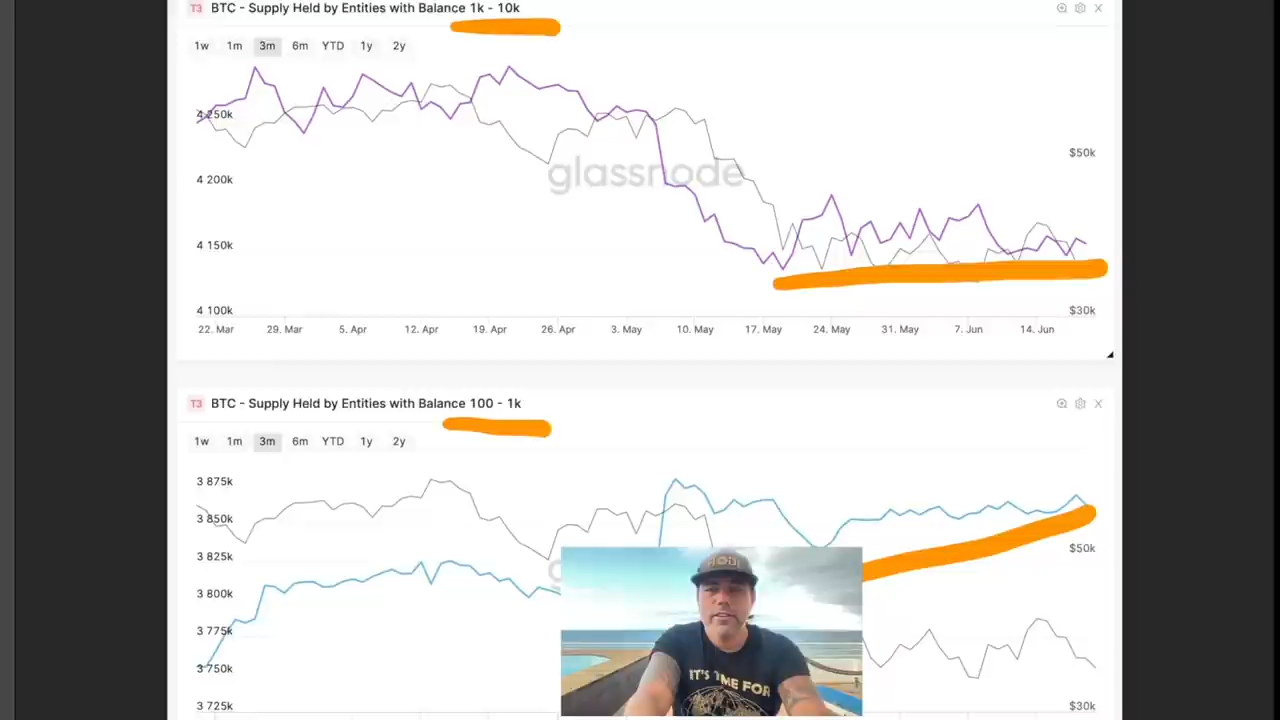 T3 BTC - Supply Held by Entities with Balance 1k - 10k
1w 1m 3m 6m YTD 1y 2y
4 250k
$50k
glassnode
4 200k
4 150k
4 100k
$30k
22. Mar 29. Mar 5. Apr 12. Apr 19. Apr 26. Apr 3. May 10. May 17. May 24. May 31. May 7. Jun 14. Jun
T3 BTC - Supply Held by Entities with Balance 100 - 1k
1w 1m 3m 6m YTD 1y 2y
3 875k
3 850k
$50k
3 825k
3 800k
3 775k
3 750k
3 725k
$30k
IT'S TIME FOR